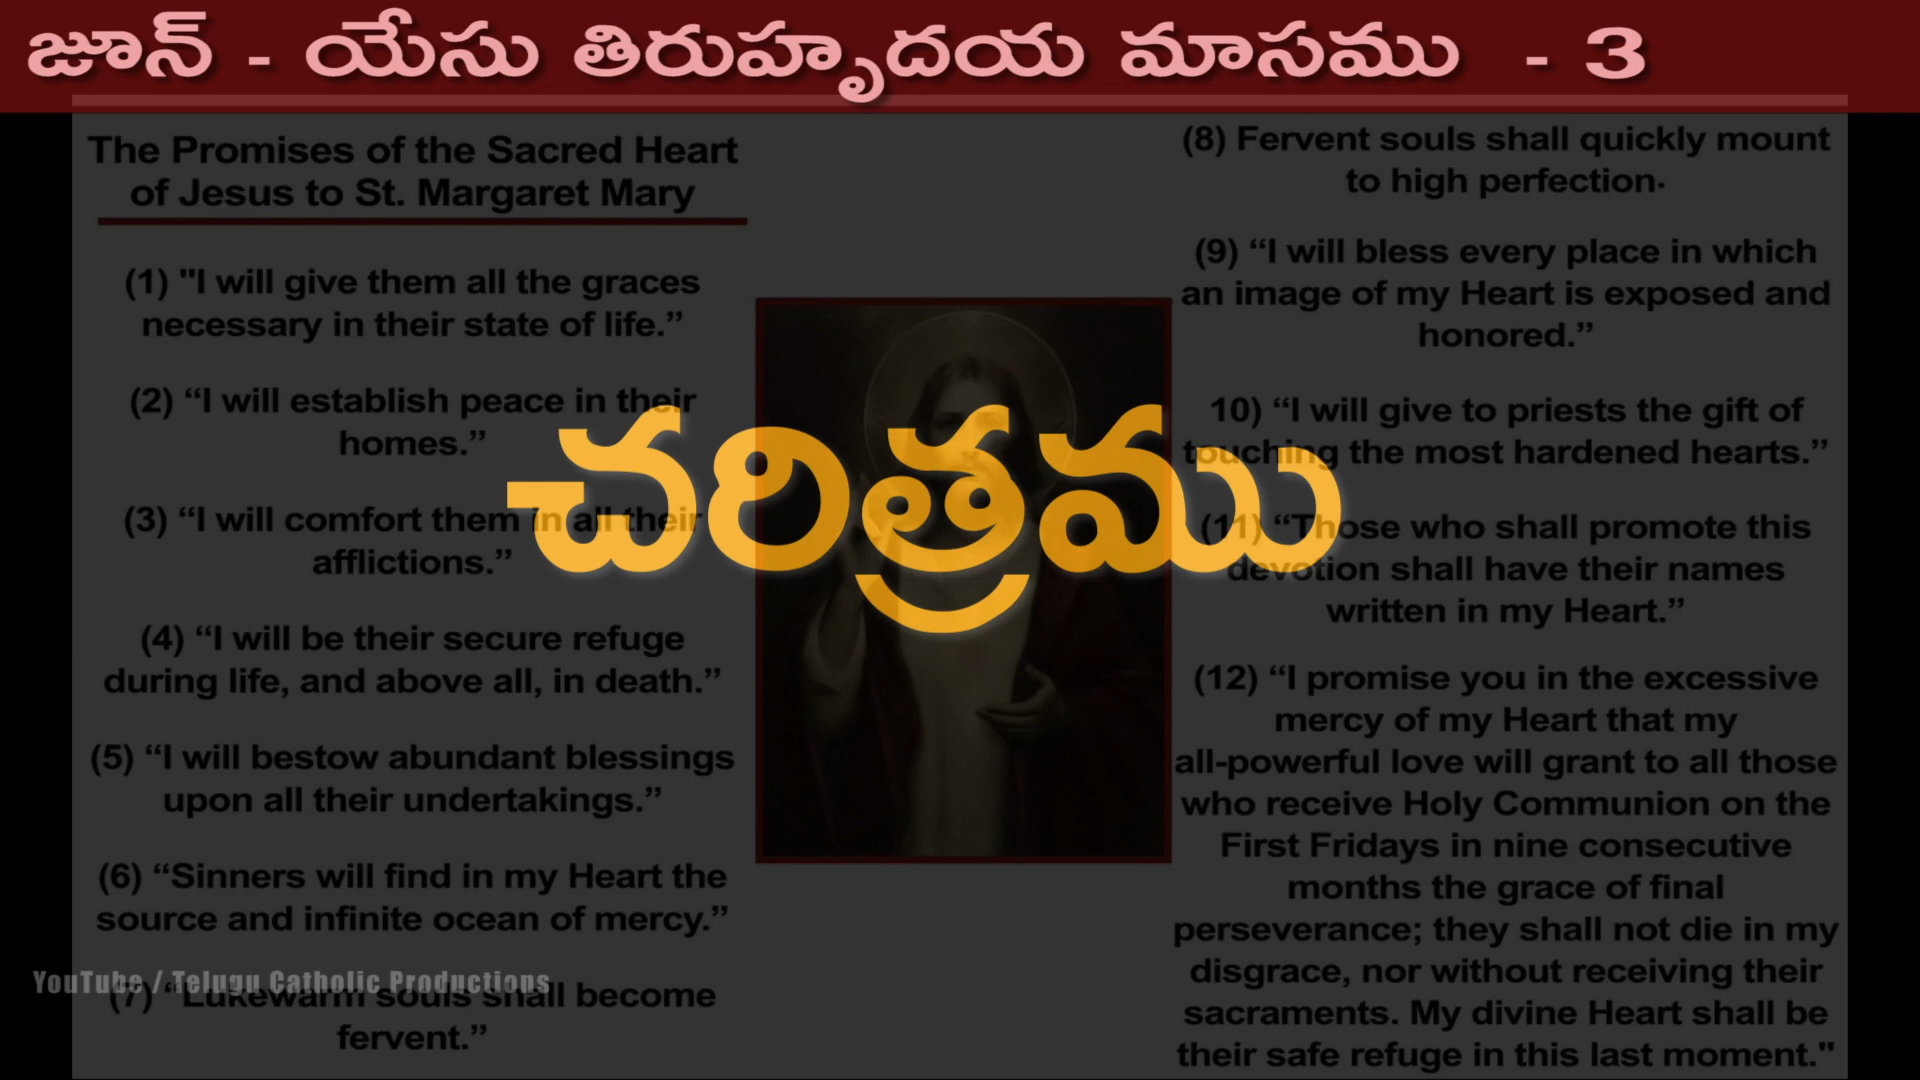 జూన్ - యేసు తిరుహృదయ మాసము - 3
The Promises of the Sacred Heart
of Jesus to St. Margaret Mary
(1) "I will give them all the graces
necessary in their state of life.”
(2) “I will establish peace in their
homes.”
(3) “I will comfort them in all their
afflictions.”
(4) “I will be their secure refuge
during life, and above all, in death.”
(5) “I will bestow abundant blessings
upon all their undertakings.”
(6) “Sinners will find in my Heart the
source and infinite ocean of mercy.”
(7) “Lukewarm souls shall become
fervent.”
(8) Fervent souls shall quickly mount
to high perfection.
(9) “I will bless every place in which
an image of my Heart is exposed and
honored.”
10) “I will give to priests the gift of
touching the most hardened hearts.”
(11) “Those who shall promote this
devotion shall have their names
written in my Heart.”
(12) “I promise you in the excessive
mercy of my Heart that my
all-powerful love will grant to all those
who receive Holy Communion on the
First Fridays in nine consecutive
months the grace of final
perseverance; they shall not die in my
disgrace, nor without receiving their
sacraments. My divine Heart shall be
their safe refuge in this last moment."
చరిత్రము
YouTube / Telugu Catholic Productions